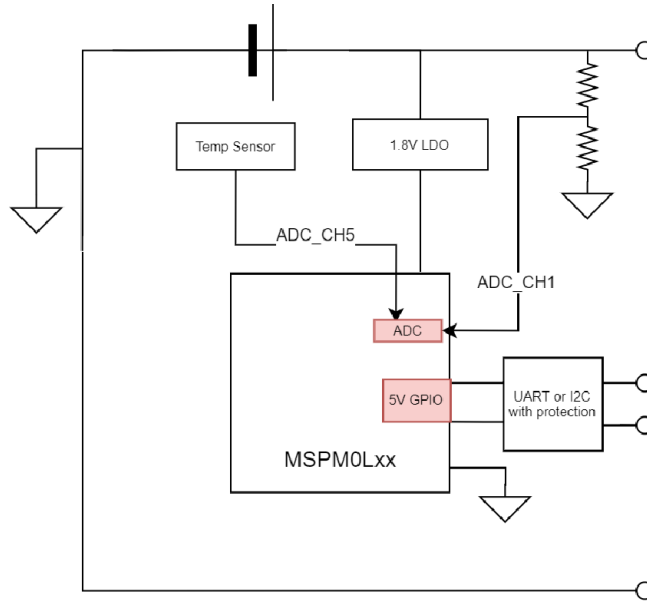 Temp Sensor
1.8V LDO
ADC_CH5
ADC_CH1
ADC
5V GPIO
UART or I2C
with protection
MSPM0Lxx